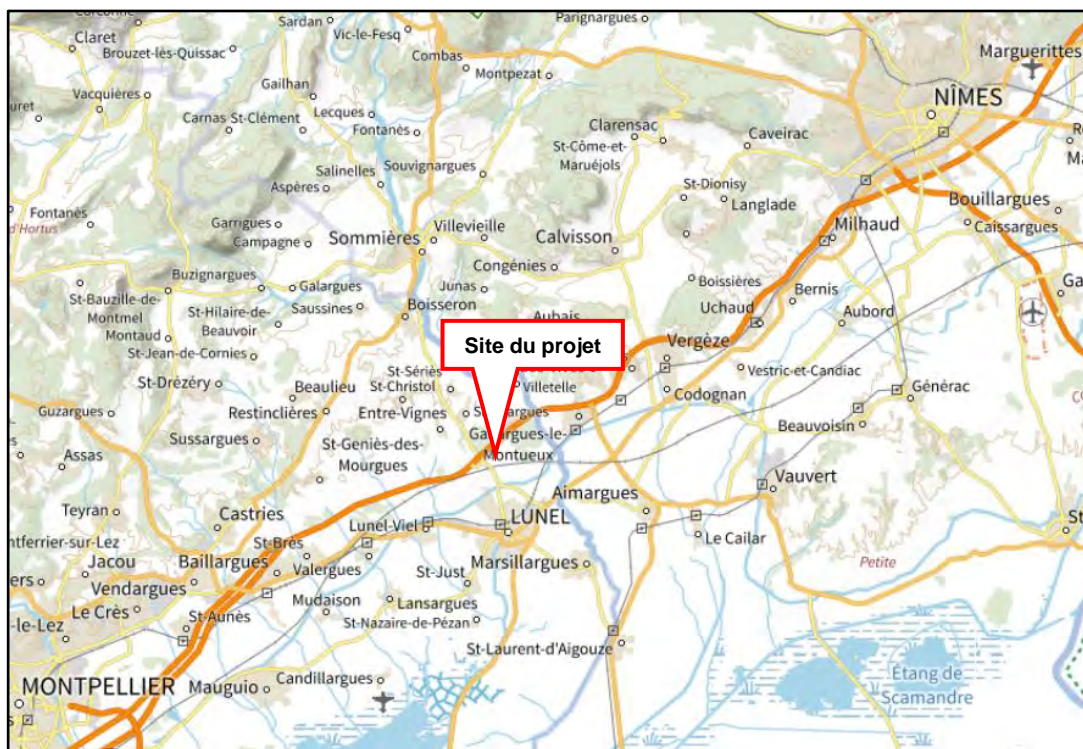 Corconne
Sardan
Parignargues
Claret
Vic-le-Fesq
Brouzet-lès-Quissac
Combas
Marguerittes
Montpezat
Gailhan
Vacquières
NÎMES
Lecques
Clarensac
Caveirac
Carnas
St-Clément
Fontanès
St-Côme-et-
Maruéjols
Salinelles
Souvignargues
St-Dionisy
Aspères
Langlade
Bouillargues
Fontanès
d'Hortus
Garrigues
Villevieille
Milhaud
Caissargues
Campagne
Sommières
Calvisson
Congénies
Buzignargues
Boissières
Galargues
Junas
St-Bauzille-de-
Montmel
Saussines
Boisseron
Bernis
Uchaud
St-Hilaire-de-
Beauvoir
Aubais
Aubord
Montaud
Site du projet
Vergèze
St-Jean-de-Cornies
St-Sériès
Vestric-et-Candiac
St-Drézéry
Beaulieu
St-Christol
Villetelle
Codognan
Générac
Guzargues
Restinclières
Entre-Vignes
Beauvoisin
Sussargues
St-Geniès-des-
Mourgues
Montueux
Assas
Vauvert
Aimargues
Teyran
Castries
Lunel-Viel
LUNEL
Le Cailar
St-Brès
Jacou
Baillargues
Valergues
Marsillargues
Petite
Vendargues
St-Just
Le Crès
Mudaison
Lansargues
-le-Lez
St-Aunès
St-Nazaire-de-Pézan
St-Laurent-d'Aigouze
Étang de
Scamandre
MONTPELLIER
Mauguio
Candillargues